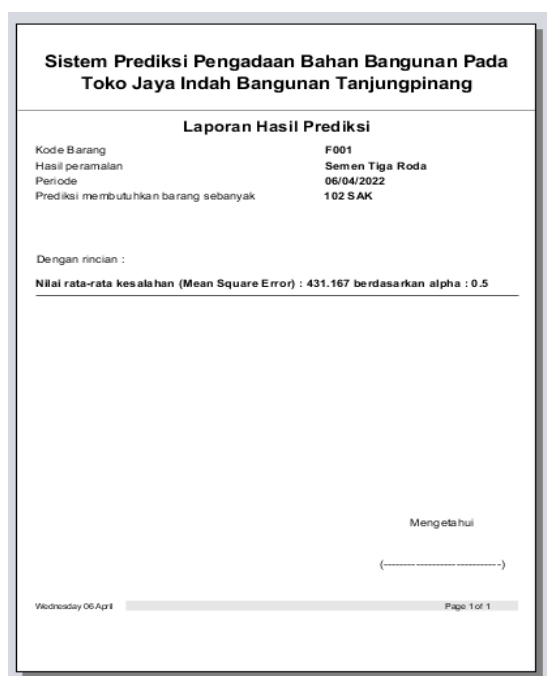 Sistem Prediksi Pengadaan Bahan Bangunan Pada
Toko Jaya Indah Bangunan Tanjungpinang
Laporan Hasil Prediksi
Kode Barang F001
Hasil peramalan Semen Tiga Roda
Periode 06/04/2022
Prediksi membutuhkan barang sebanyak 102 SAK
Dengan rincian :
Nilai rata-rata kesalahan (Mean Square Error) : 431.167 berdasarkan alpha : 0.5
Mengetahui
(-----------------------------)
Wednesday 06 April Page 1 of 1